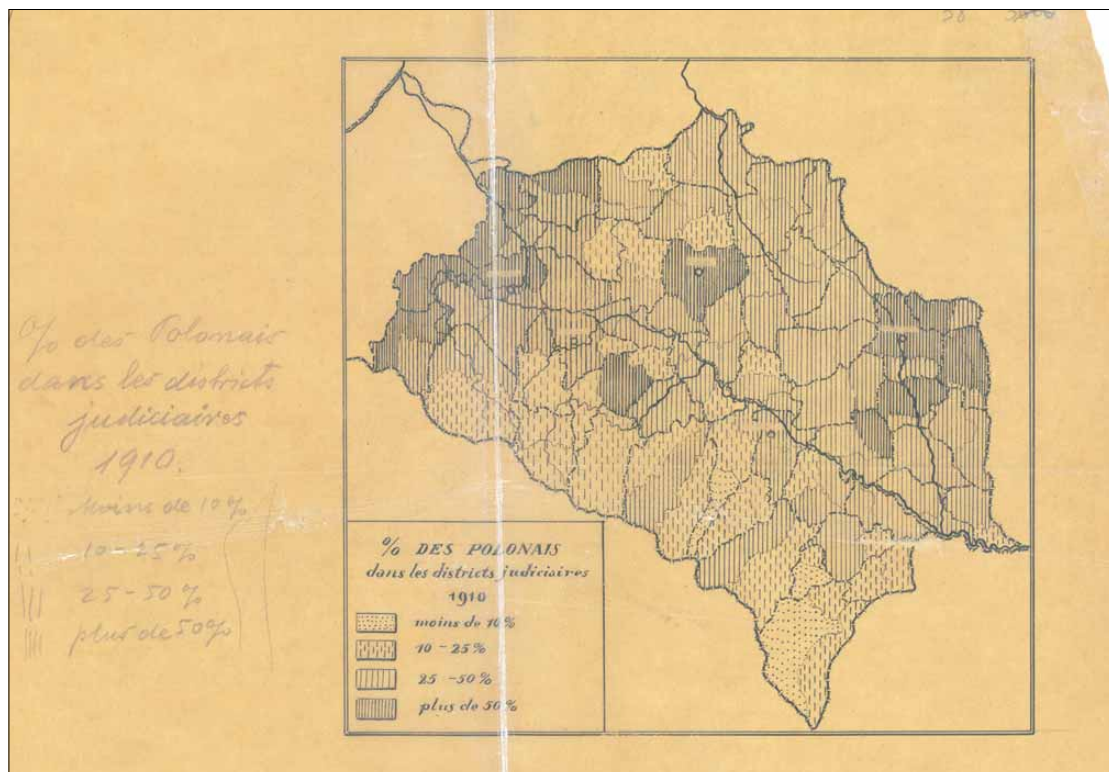 % des Polonais
dans les districts
judiciaires
1910.
Moins de 10%
10-25%
25-50%
plus de 50%
% DES POLONAIS
dans les districts judiciaires
1910
moins de 10%
10-25%
25-50%
plus de 50%